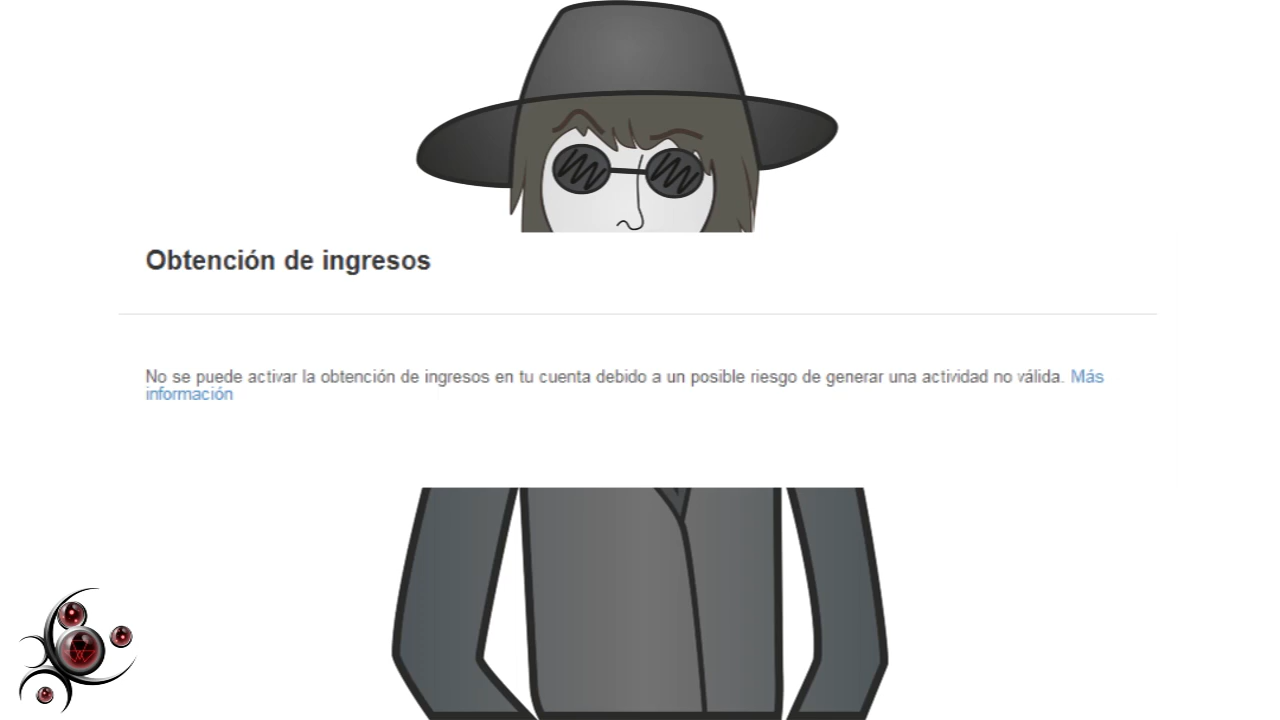 Obtención de ingresos
No se puede activar la obtención de ingresos en tu cuenta debido a un posible riesgo de generar una actividad no válida. Más
información